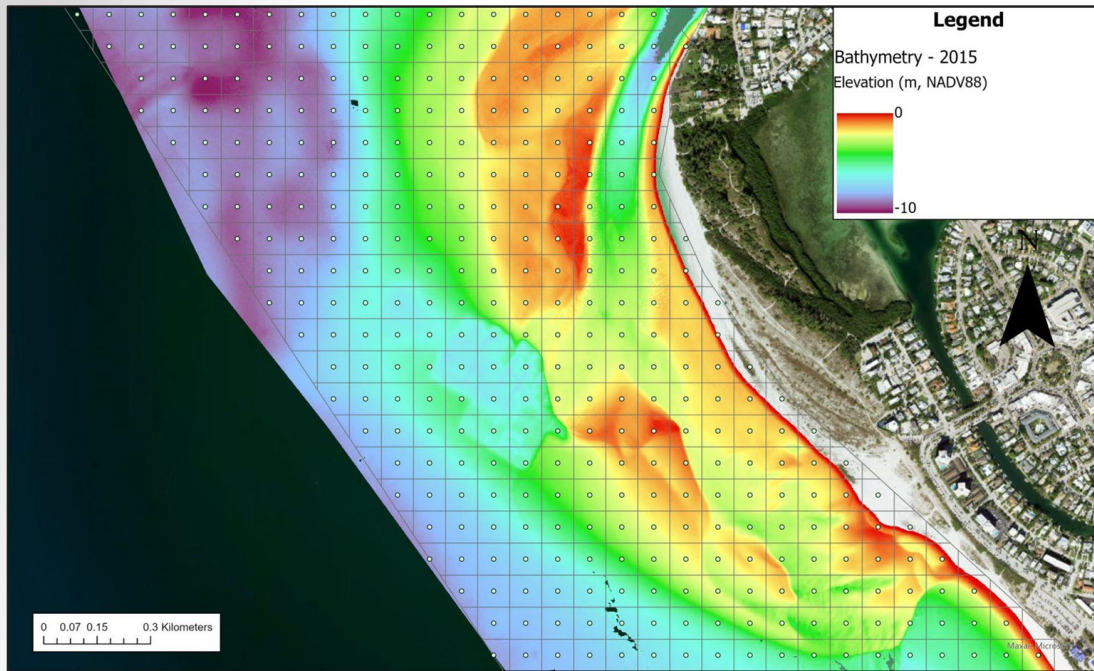 Legend
Bathymetry - 2015
Elevation (m, NADV88)
0
-10
N
0 0.07 0.15 0.3 Kilometers